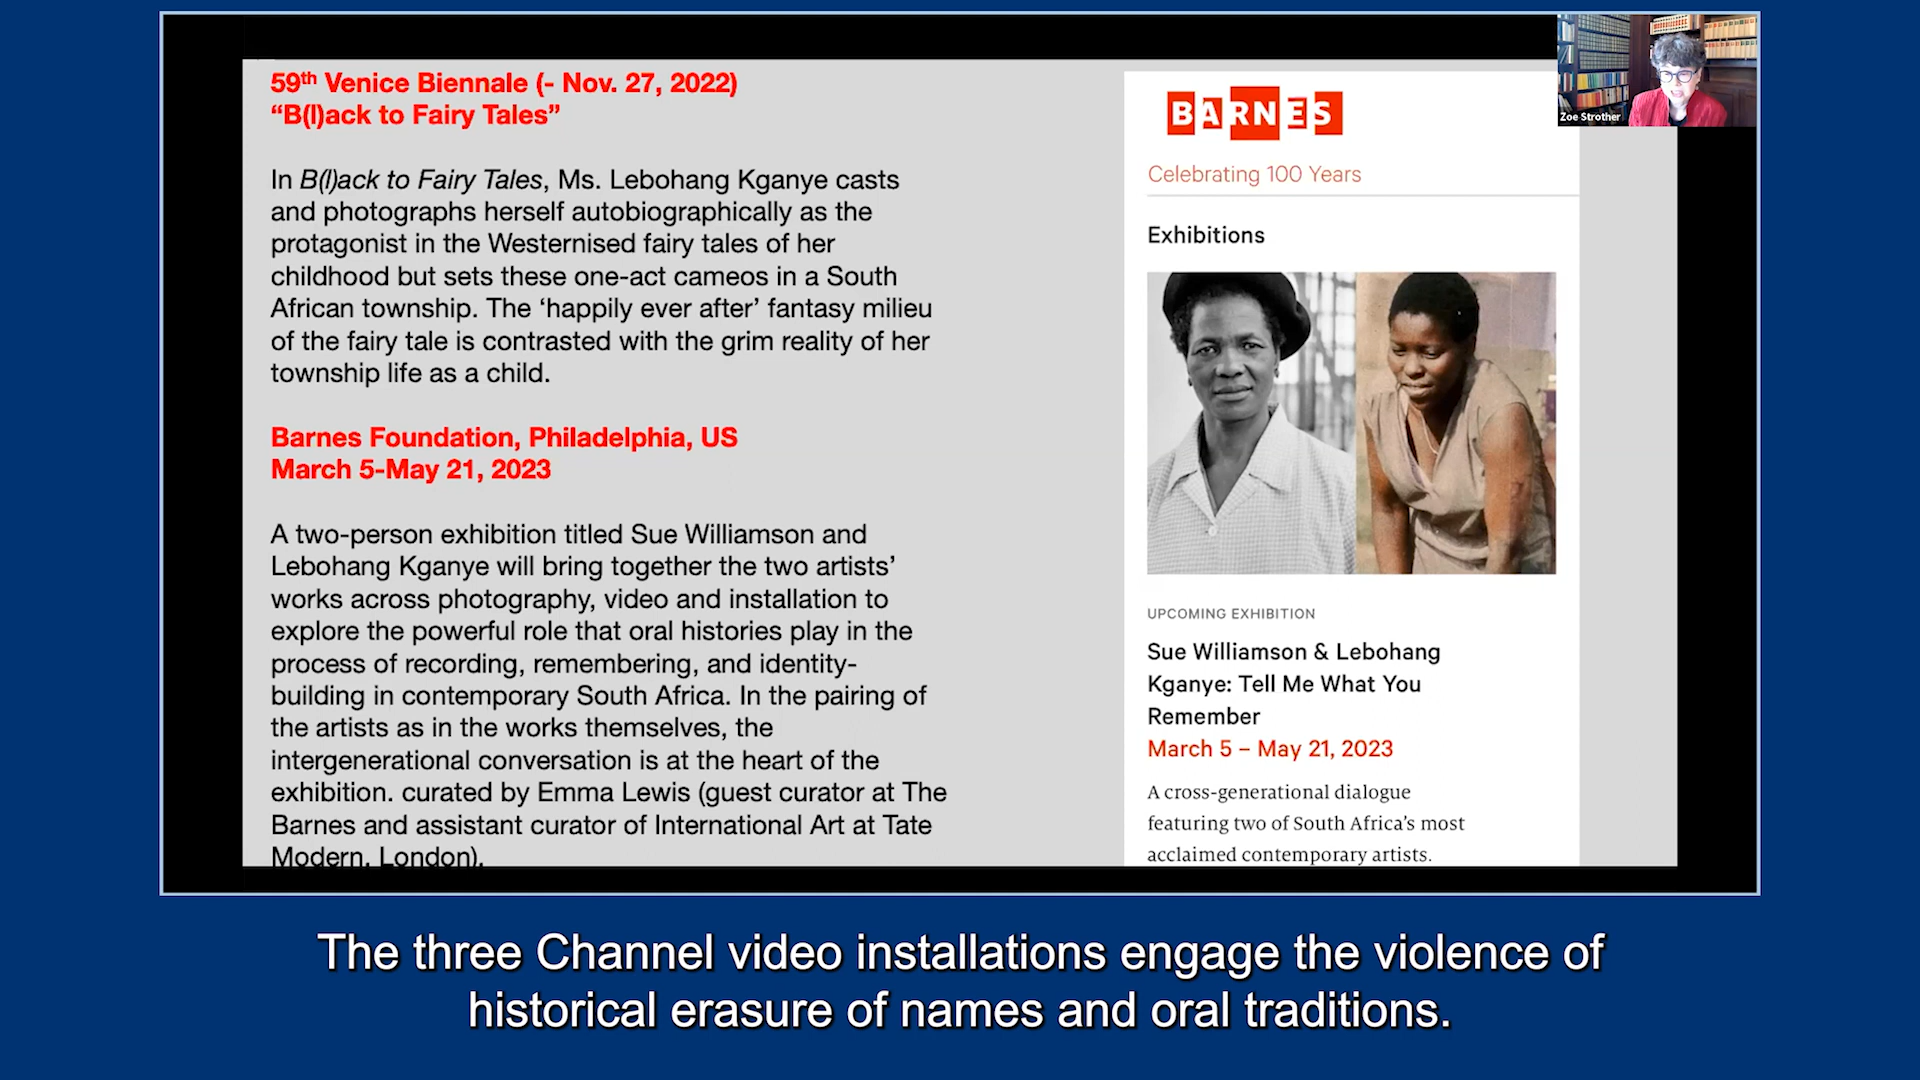 59th Venice Biennale (- Nov. 27, 2022)
“B(l)ack to Fairy Tales”
In B(l)ack to Fairy Tales, Ms. Lebohang Kganye casts
and photographs herself autobiographically as the
protagonist in the Westernised fairy tales of her
childhood but sets these one-act cameos in a South
African township. The ‘happily ever after’ fantasy milieu
of the fairy tale is contrasted with the grim reality of her
township life as a child.
Barnes Foundation, Philadelphia, US
March 5-May 21, 2023
A two-person exhibition titled Sue Williamson and
Lebohang Kganye will bring together the two artists’
works across photography, video and installation to
explore the powerful role that oral histories play in the
process of recording, remembering, and identity-
building in contemporary South Africa. In the pairing of
the artists as in the works themselves, the
intergenerational conversation is at the heart of the
exhibition. curated by Emma Lewis (guest curator at The
Barnes and assistant curator of International Art at Tate
Modern, London).
BARNES
Celebrating 100 Years
Exhibitions
UPCOMING EXHIBITION
Sue Williamson & Lebohang
Kganye: Tell Me What You
Remember
March 5 – May 21, 2023
A cross-generational dialogue
featuring two of South Africa’s most
acclaimed contemporary artists.
Zoe Strother
The three Channel video installations engage the violence of
historical erasure of names and oral traditions.